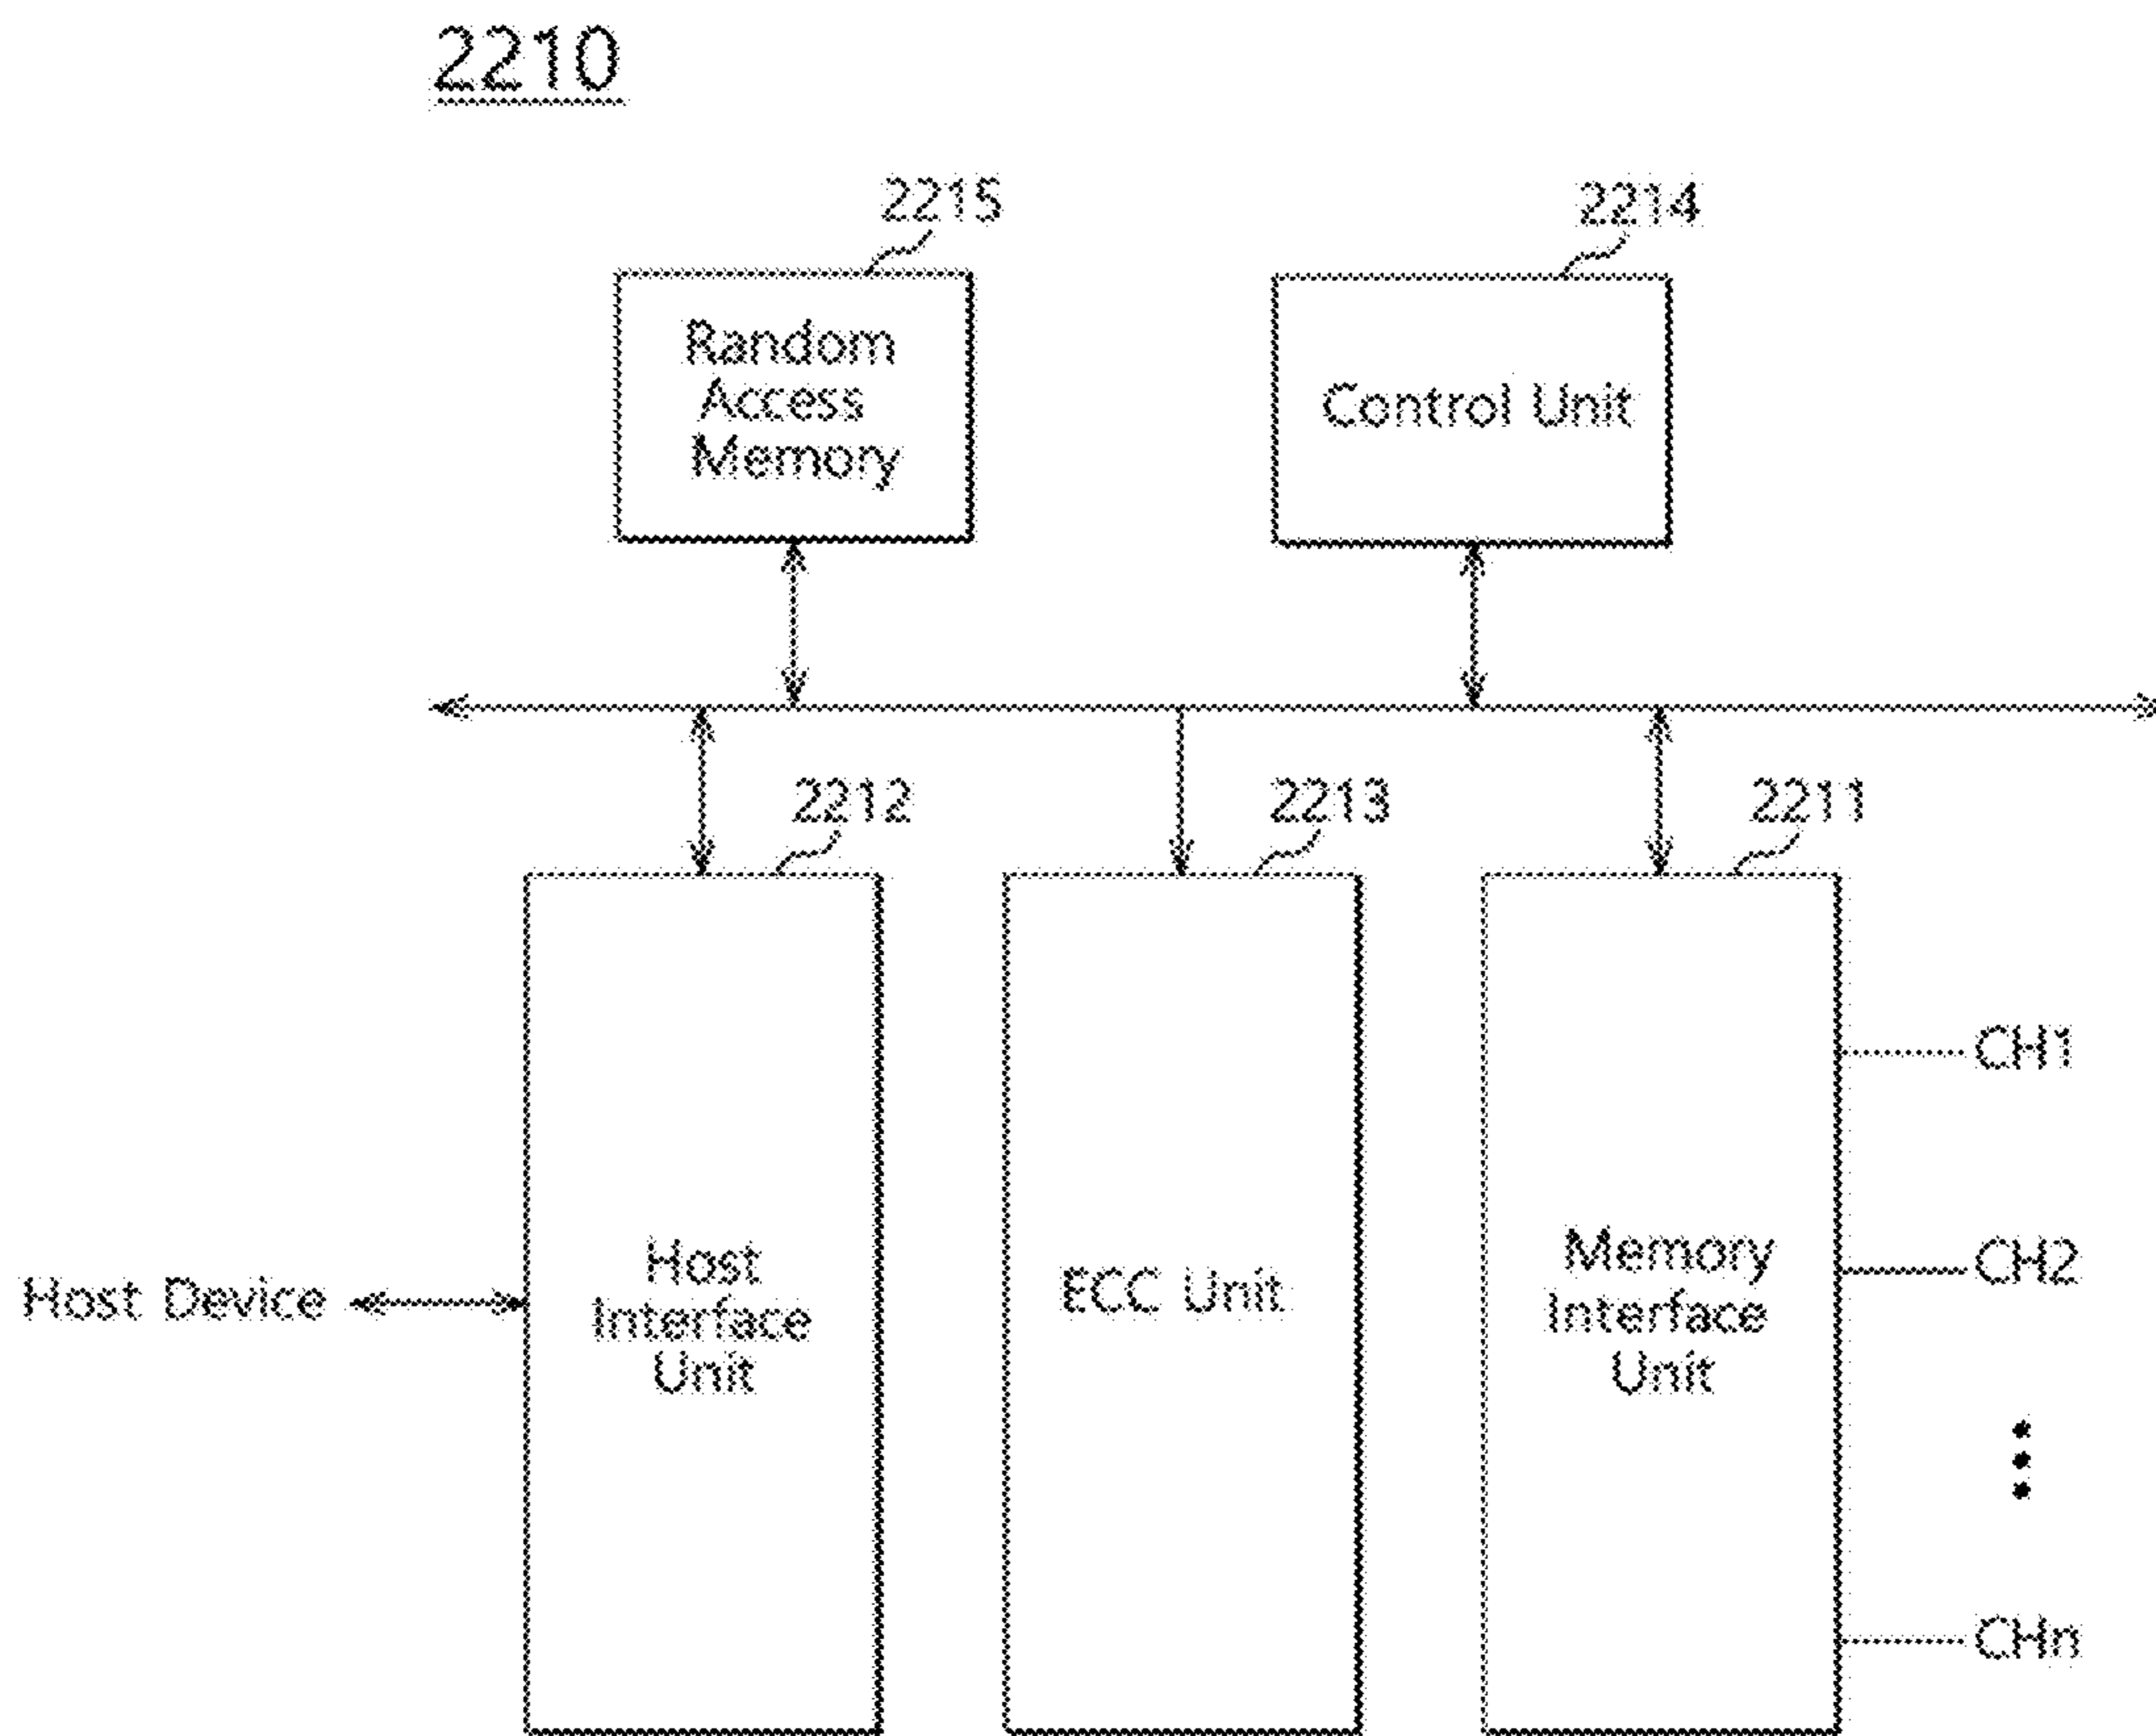 2210
2215
2214
Random
Access
Memory
Control Unit
2212
2213
2211
CH1
Host
Interface
Unit
ECC Unit
Memory
Interface
Unit
CH2
Host Device
CHn